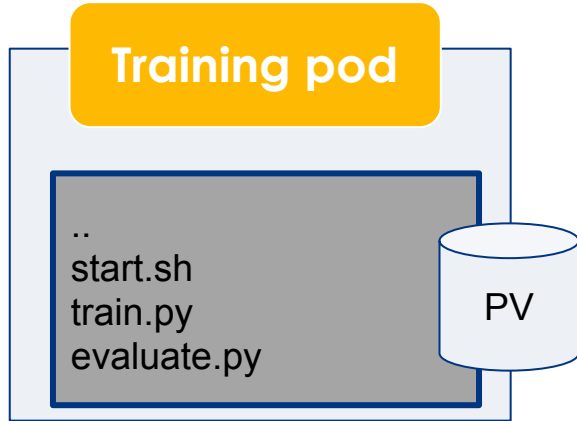 Training pod
..
start.sh
train.py
evaluate.py
PV